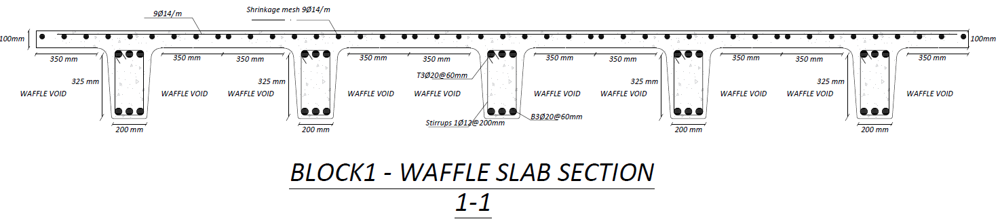 9Ø14/m
Shrinkage mesh 9Ø14/m
100mm
100mm
350 mm
350 mm
350 mm
350 mm
350 mm
350 mm
350 mm
350 mm
350 mm
350 mm
325 mm
325 mm
T3Ø20@60mm
325 mm
325 mm
WAFFLE VOID
WAFFLE VOID
WAFFLE VOID
WAFFLE VOID
WAFFLE VOID
WAFFLE VOID
WAFFLE VOID
WAFFLE VOID
WAFFLE VOID
WAFFLE VOID
Stirrups 1Ø12@200mm
B3Ø20@60mm
200 mm
200 mm
200 mm
200 mm
BLOCK1 - WAFFLE SLAB SECTION
1-1